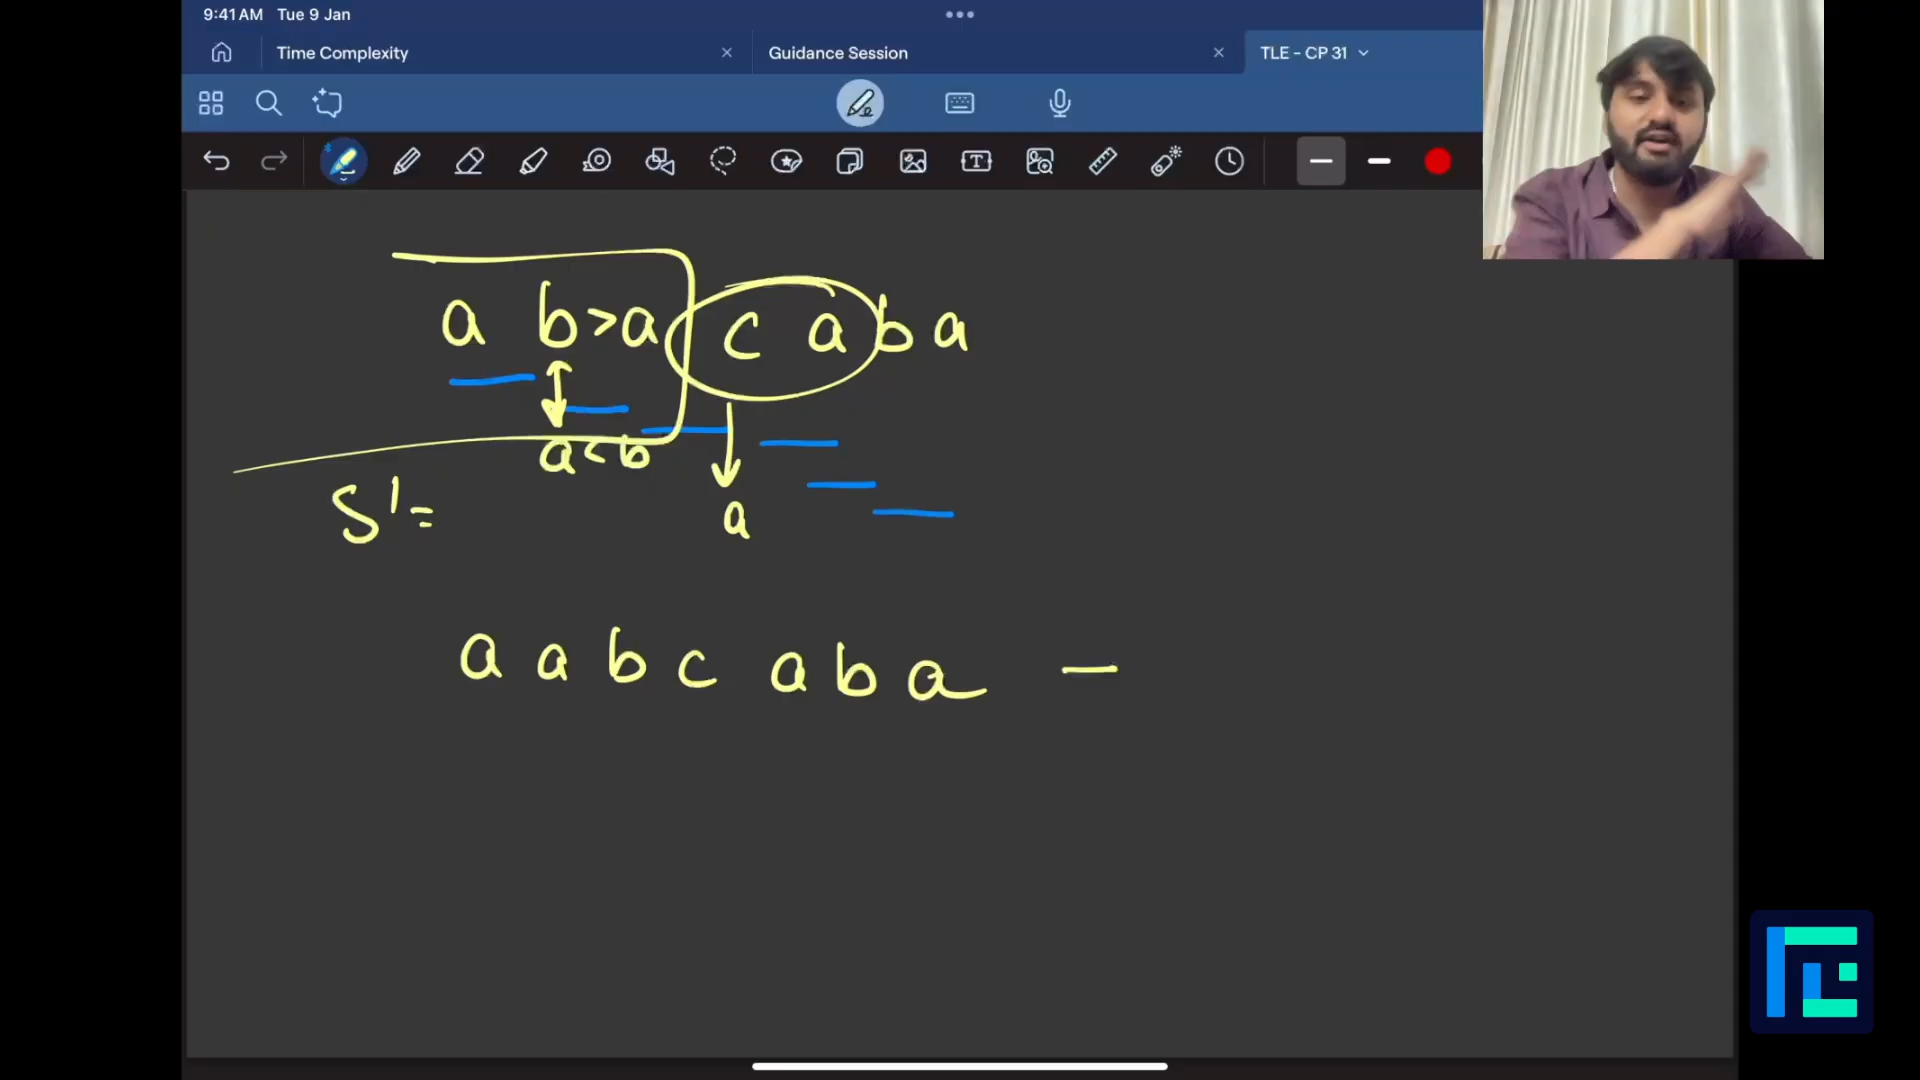 9:41 AM Tue 9 Jan
Time Complexity
Guidance Session
TLE - CP 31
a b>a c a b a
a<b
S'=
a
a a b c a b a —